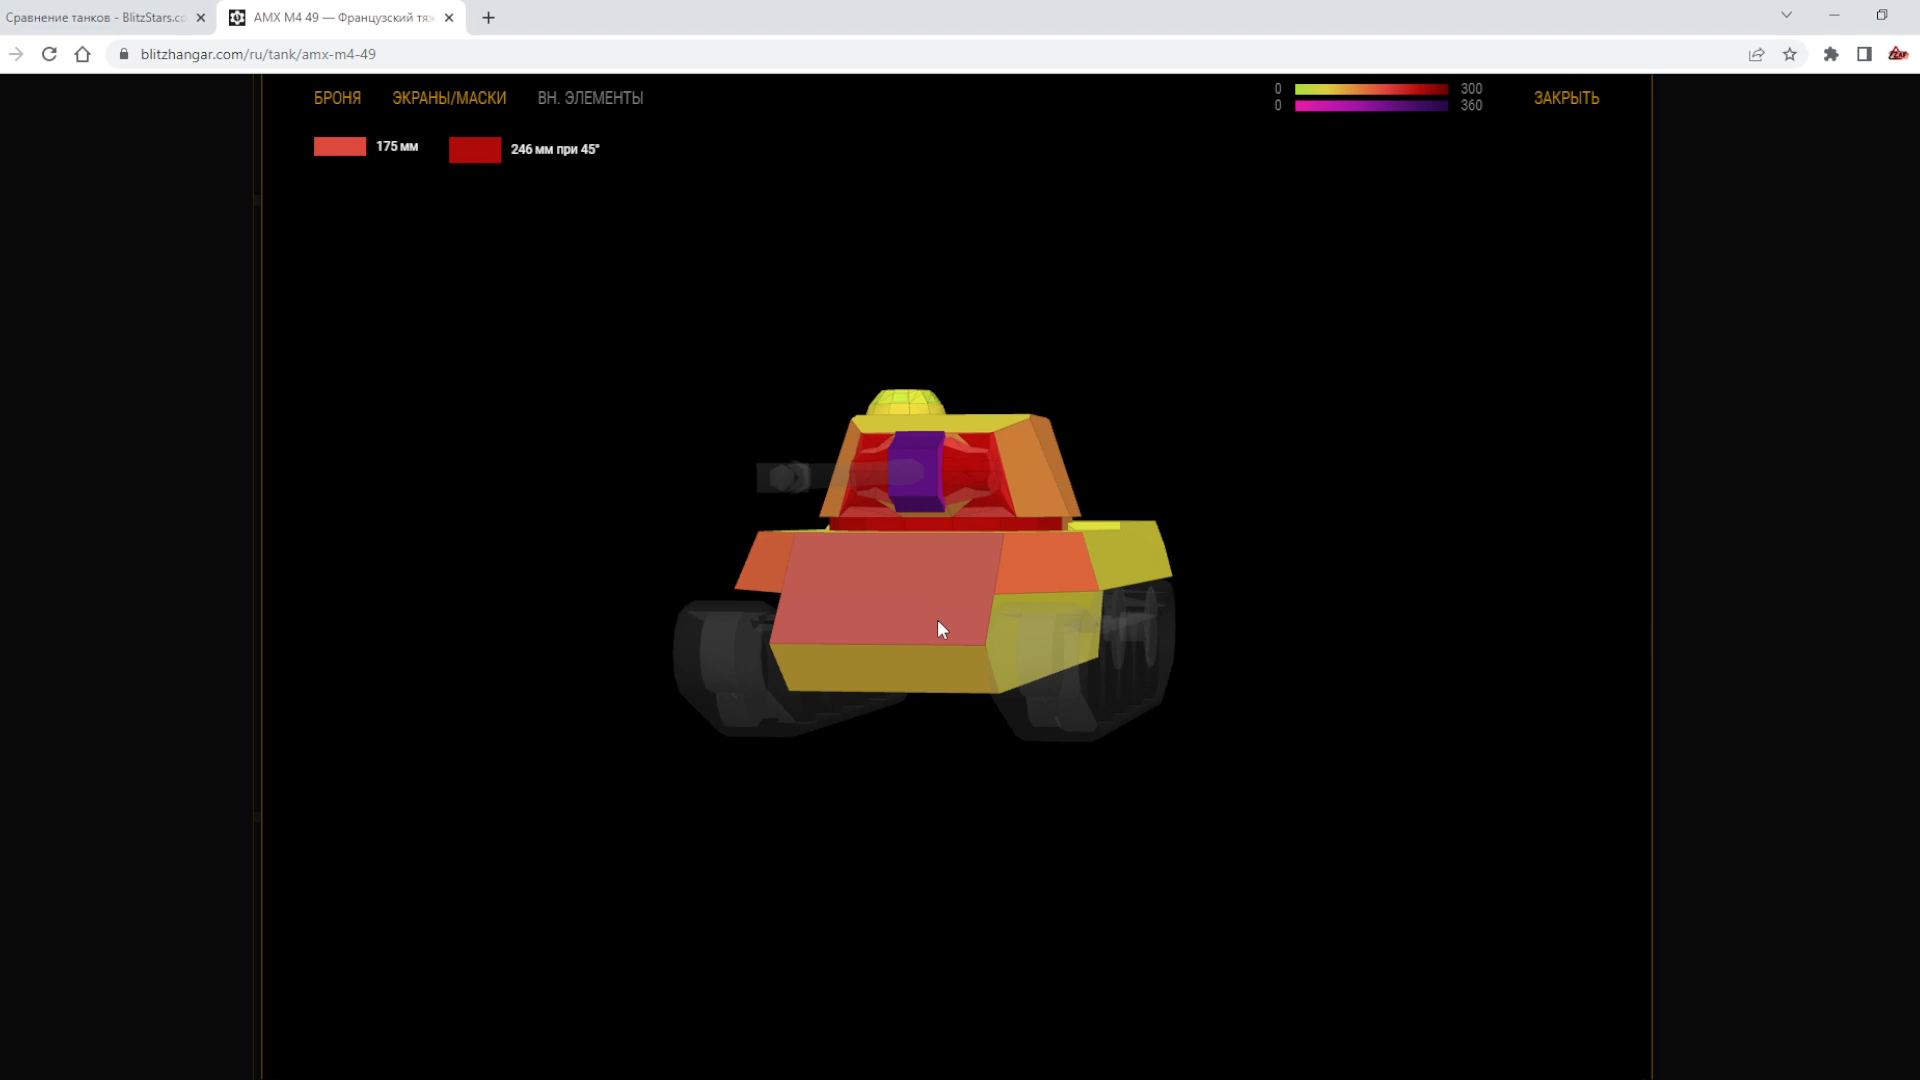 Сравнение танков - BlitzStars.co
AMX M4 49 — Французский тя
blitzhangar.com/ru/tank/amx-m4-49
БРОНЯ ЭКРАНЫ/МАСКИ ВН. ЭЛЕМЕНТЫ
0 300
0 360
ЗАКРЫТЬ
175 мм
246 мм при 45°